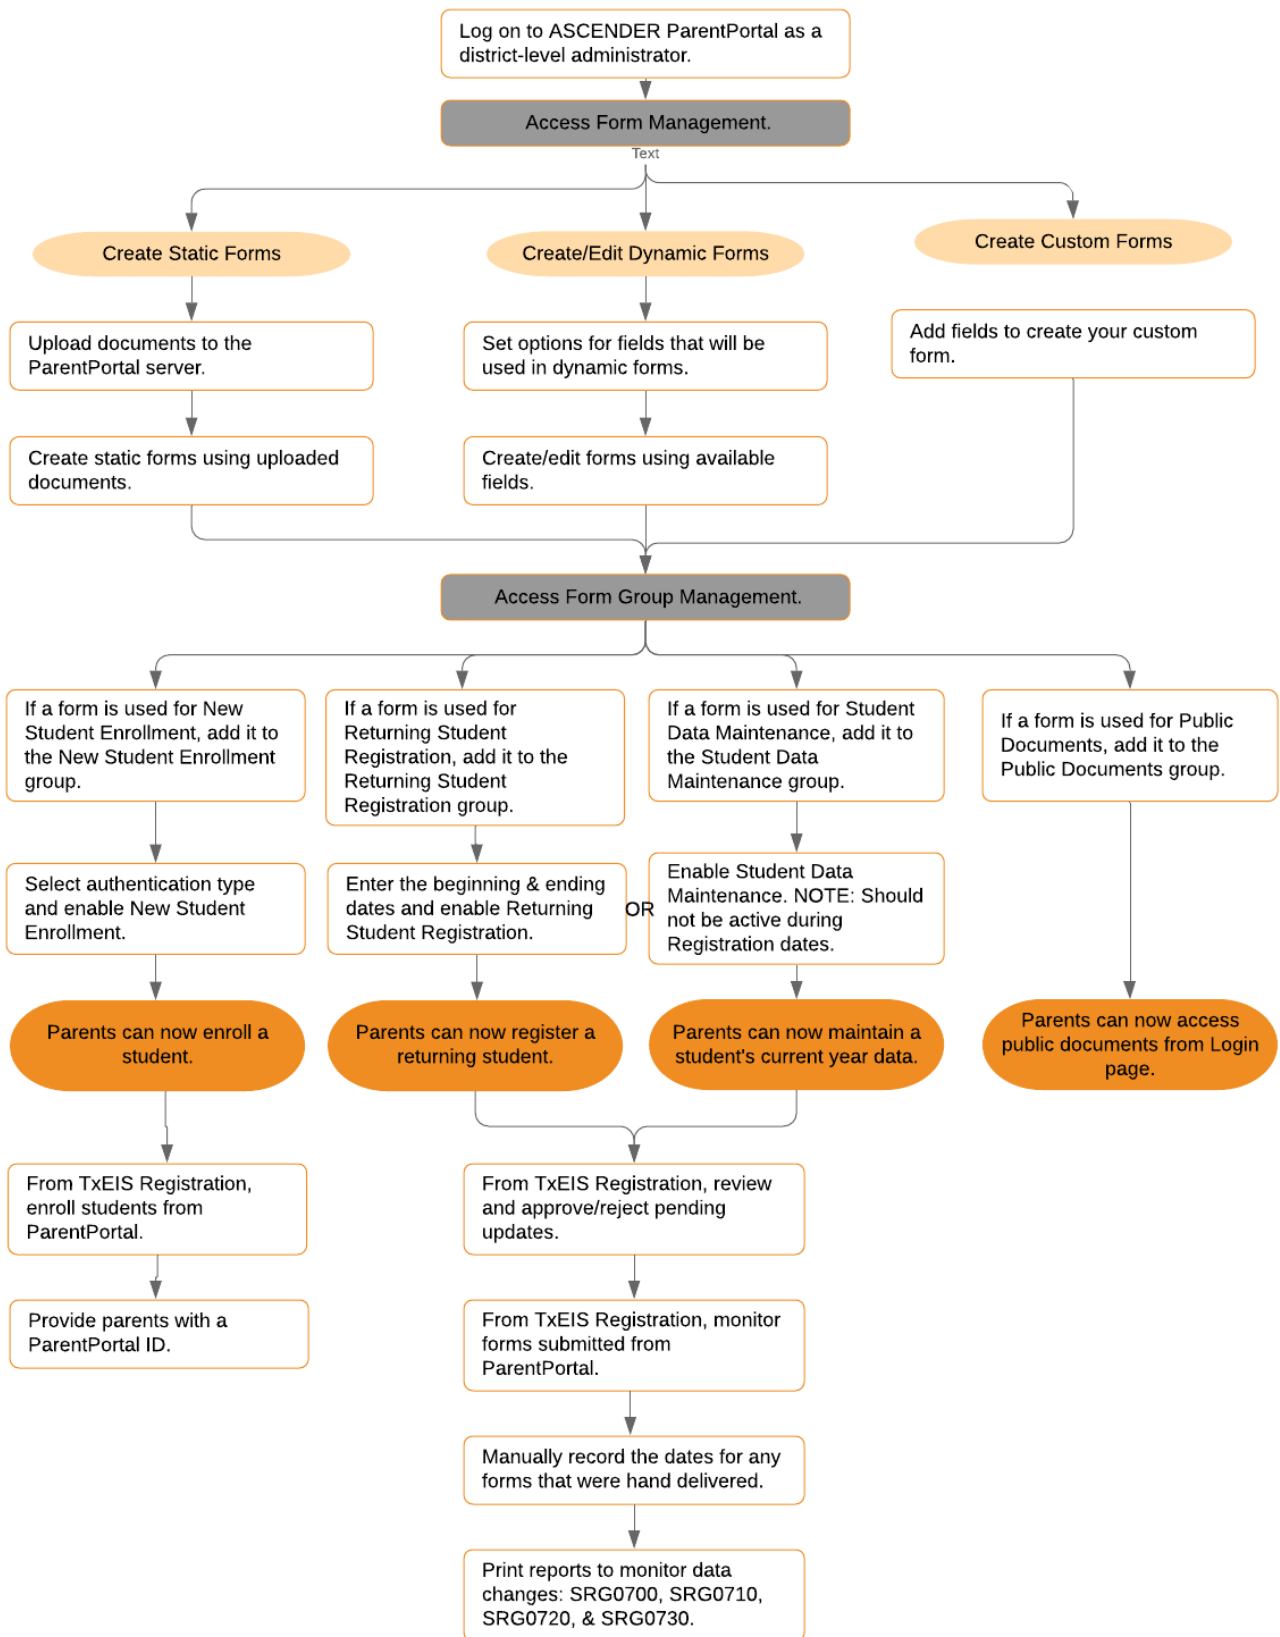 Log on to ASCENDER ParentPortal as a
district-level administrator.
Access Form Management.
Text
Create Static Forms
Create/Edit Dynamic Forms
Create Custom Forms
Upload documents to the
ParentPortal server.
Set options for fields that will be
used in dynamic forms.
Add fields to create your custom
form.
Create static forms using uploaded
documents.
Create/edit forms using available
fields.
Access Form Group Management.
If a form is used for New
Student Enrollment, add it to
the New Student Enrollment
group.
If a form is used for
Returning Student
Registration, add it to the
Returning Student
Registration group.
If a form is used for Student
Data Maintenance, add it to
the Student Data
Maintenance group.
If a form is used for Public
Documents, add it to the
Public Documents group.
Select authentication type
and enable New Student
Enrollment.
Enter the beginning & ending
dates and enable Returning
Student Registration.
OR
Enable Student Data
Maintenance. NOTE: Should
not be active during
Registration dates.
Parents can now enroll a
student.
Parents can now register a
returning student.
Parents can now maintain a
student's current year data.
Parents can now access
public documents from Login
page.
From TxEIS Registration,
enroll students from
ParentPortal.
From TxEIS Registration, review
and approve/reject pending
updates.
Provide parents with a
ParentPortal ID.
From TxEIS Registration, monitor
forms submitted from
ParentPortal.
Manually record the dates for any
forms that were hand delivered.
Print reports to monitor data
changes: SRG0700, SRG0710,
SRG0720, & SRG0730.